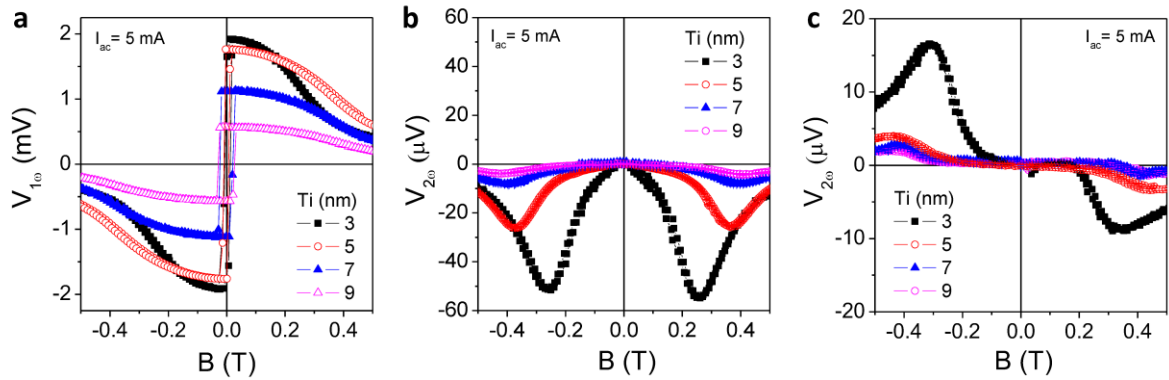 a
I_ac = 5 mA
V_1ω (mV)
2
1
0
-1
-2
Ti (nm)
3
5
7
9
-0.4 -0.2 0.0 0.2 0.4
B (T)
b
I_ac = 5 mA
V_2ω (μV)
60
40
20
0
-20
-40
-60
Ti (nm)
3
5
7
9
-0.4 -0.2 0.0 0.2 0.4
B (T)
c
I_ac = 5 mA
V_2ω (μV)
20
10
0
-10
-20
Ti (nm)
3
5
7
9
-0.4 -0.2 0.0 0.2 0.4
B (T)